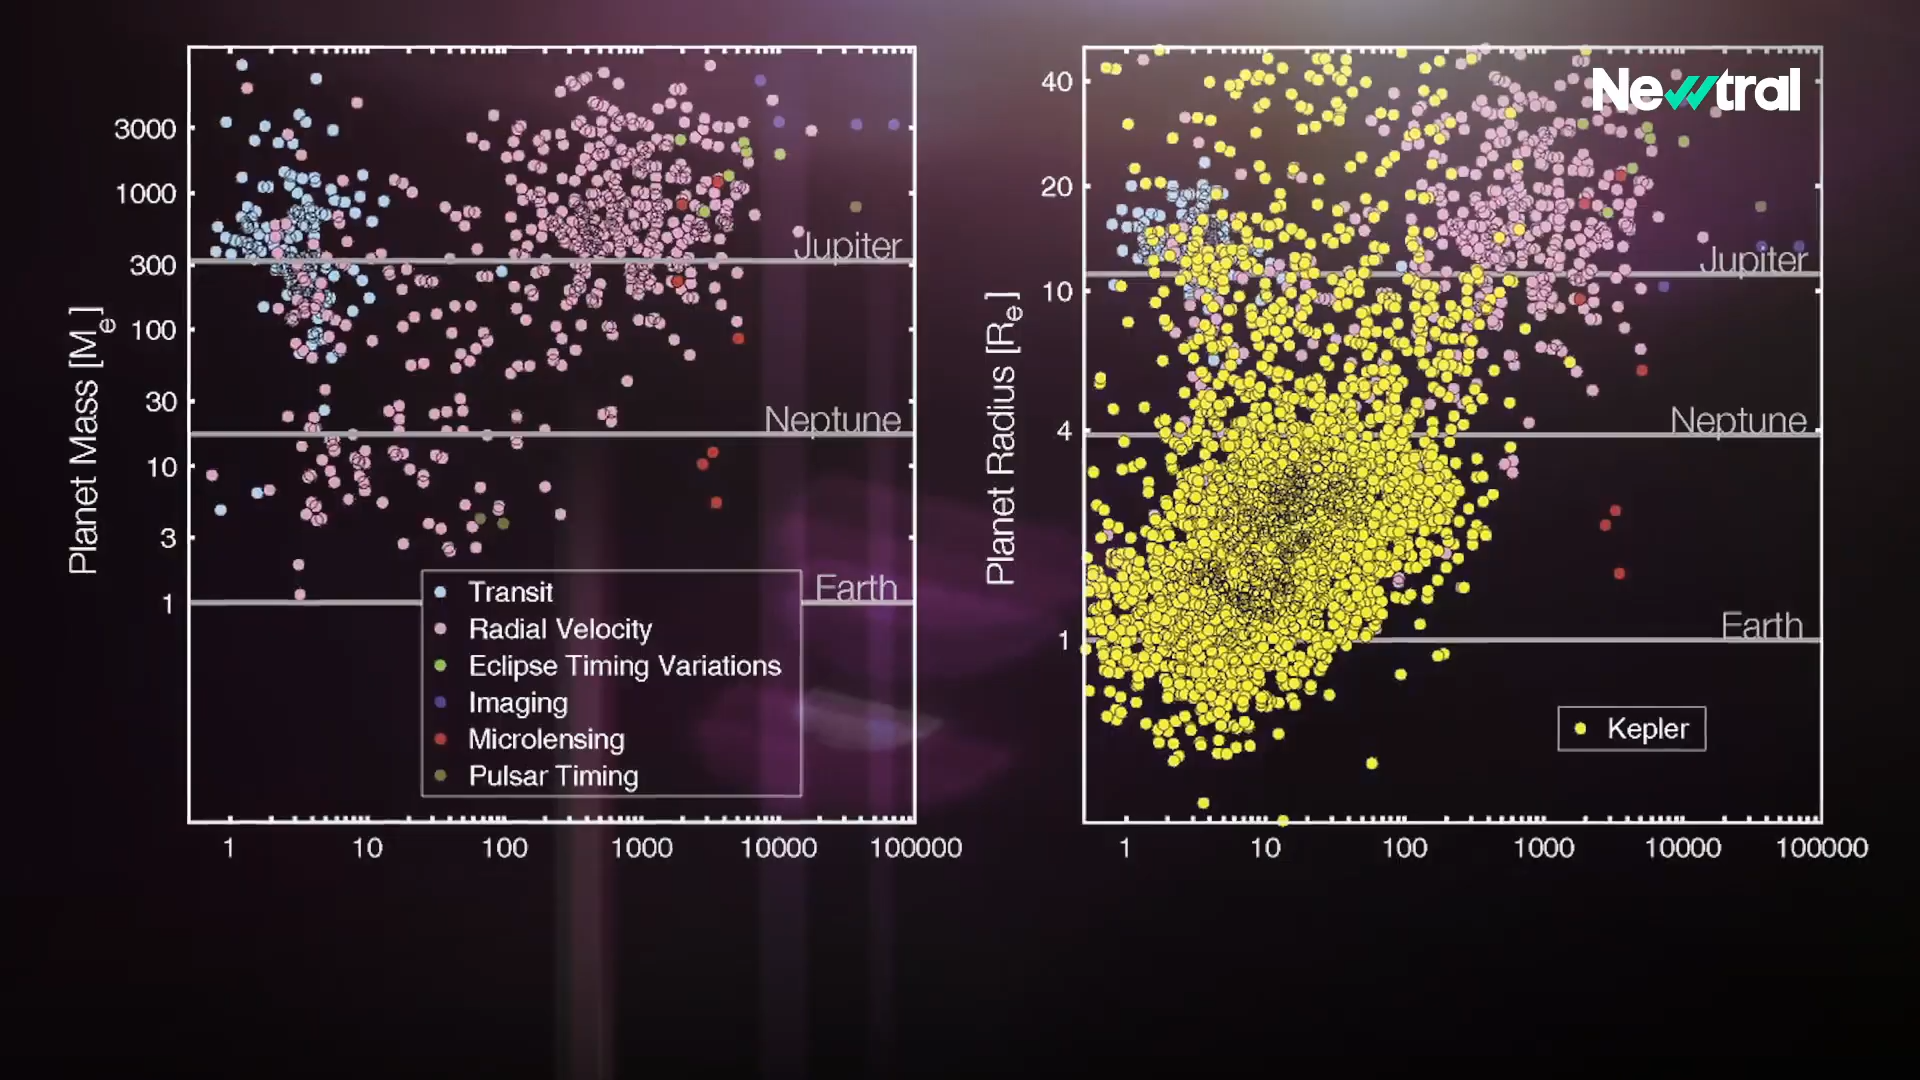 Newtral
Planet Mass [Me]
3000
1000
300
100
30
10
3
1
Jupiter
Neptune
Earth
Transit
Radial Velocity
Eclipse Timing Variations
Imaging
Microlensing
Pulsar Timing
1 10 100 1000 10000 100000
Planet Radius [Re]
40
20
10
4
1
Jupiter
Neptune
Earth
Kepler
1 10 100 1000 10000 100000